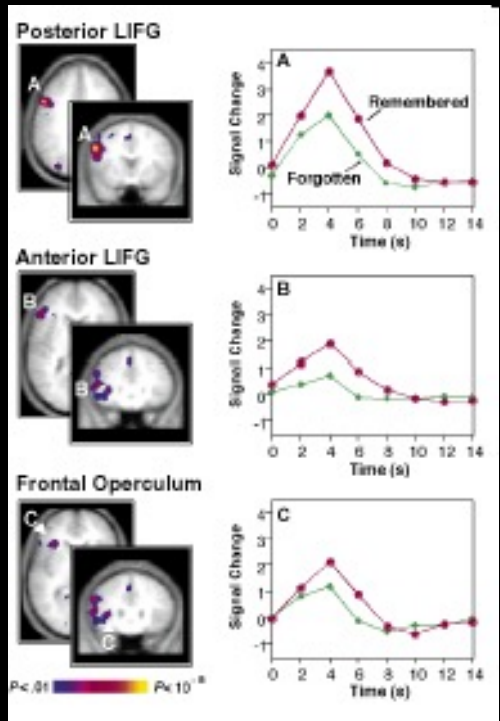 Posterior LIFG
A
A
A
Signal Change
4
3
2
1
0
-1
Remembered
Forgotten
0 2 4 6 8 10 12 14
Time (s)
Anterior LIFG
B
B
B
Signal Change
4
3
2
1
0
-1
0 2 4 6 8 10 12 14
Time (s)
Frontal Operculum
C
C
C
Signal Change
4
3
2
1
0
-1
0 2 4 6 8 10 12 14
Time (s)
P< .01
P< 10